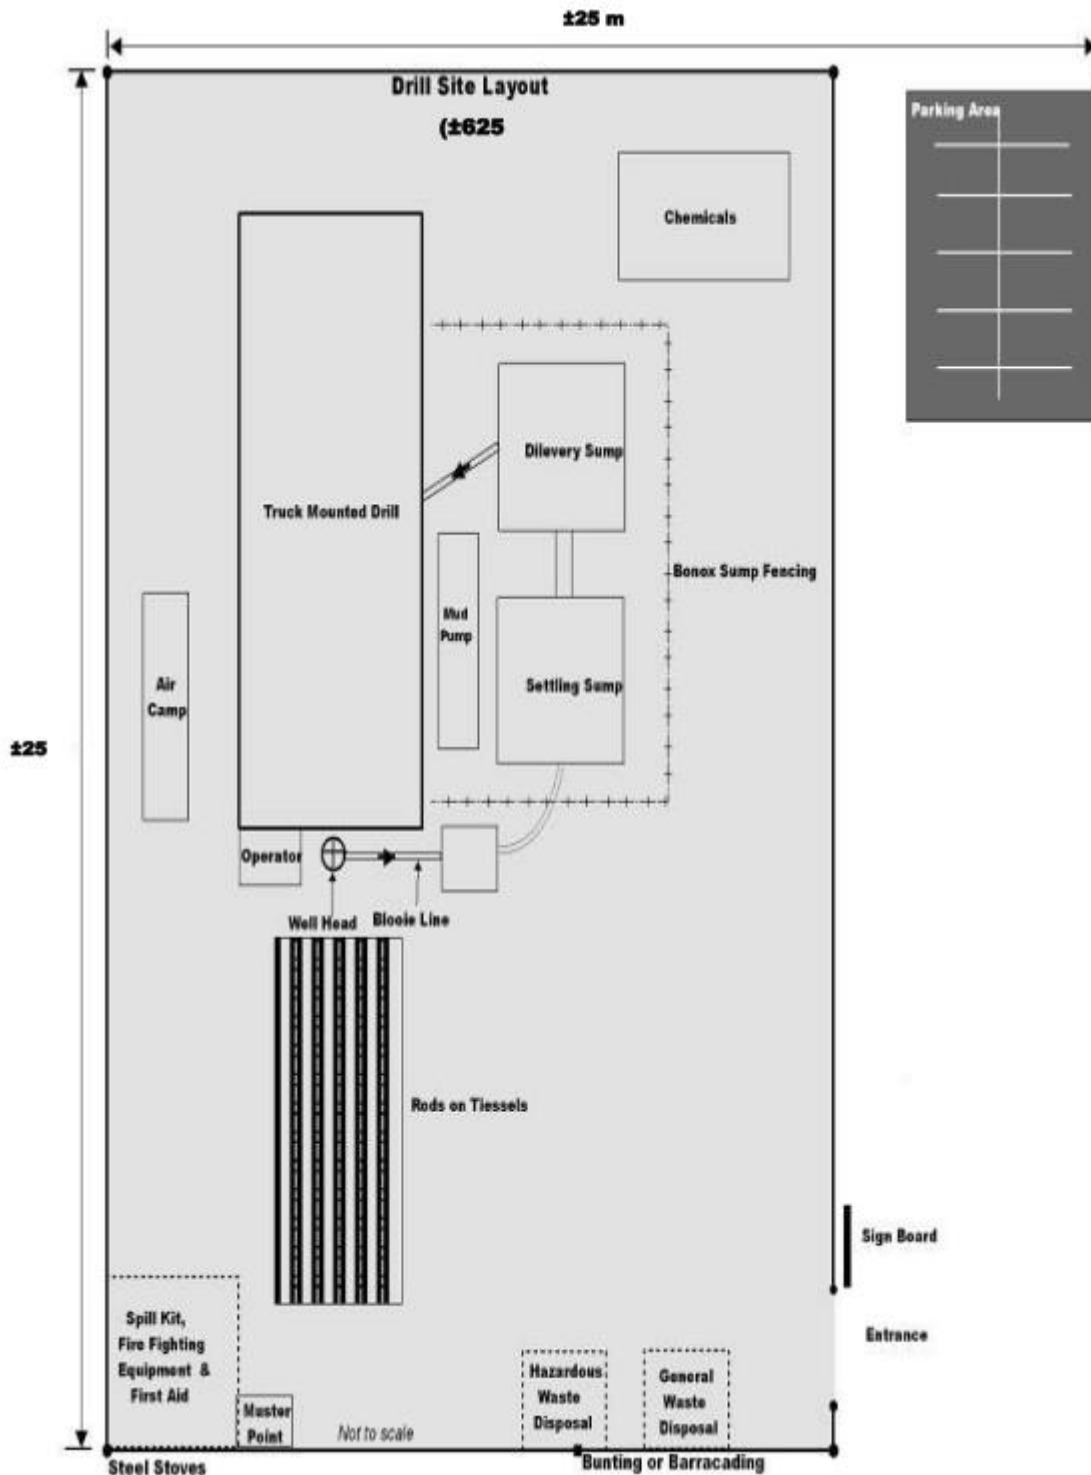 ±25 m
Drill Site Layout
(±625
Parking Area
Chemicals
Dilevery Sump
Truck Mounted Drill
Bonox Sump Fencing
Mud
Pump
Settling Sump
Air
Camp
±25
Operator
Well Head
Blooie Line
Rods on Tiessels
Sign Board
Entrance
Spill Kit,
Fire Fighting
Equipment &
First Aid
Muster
Point
Not to scale
Hazardous
Waste
Disposal
General
Waste
Disposal
Steel Stoves
Bunting or Barracading